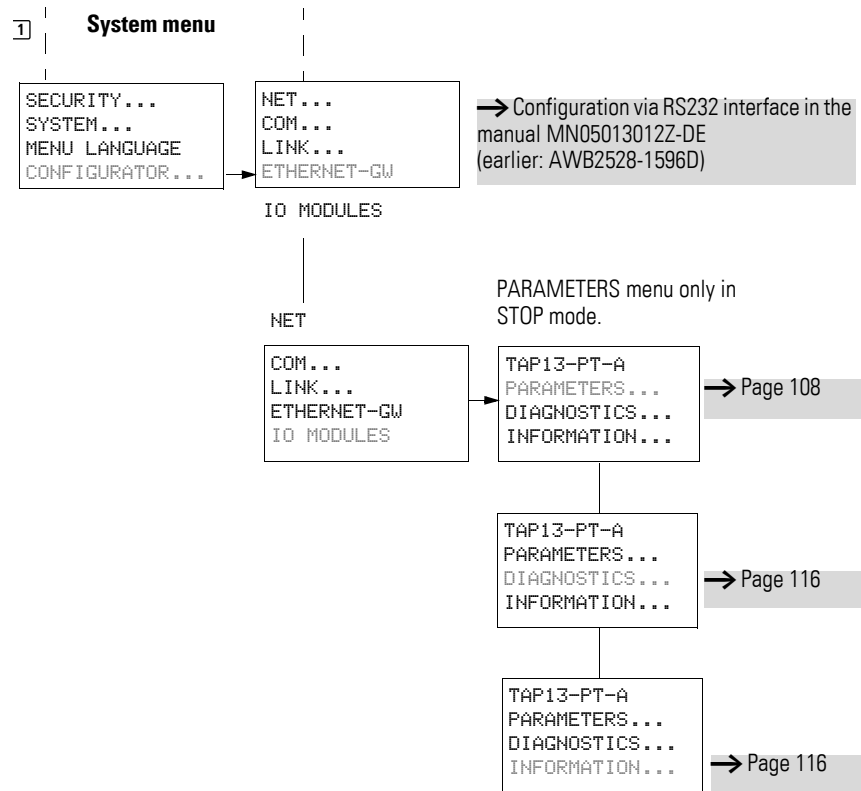 1 System menu
SECURITY...
SYSTEM...
MENU LANGUAGE
CONFIGURATOR...
NET...
COM...
LINK...
ETHERNET-GW
IO MODULES
→ Configuration via RS232 interface in the
manual MN05013012Z-DE
(earlier: AWB2528-1596D)
NET
PARAMETERS menu only in
STOP mode.
COM...
LINK...
ETHERNET-GW
IO MODULES
TAP13-PT-A
PARAMETERS...
DIAGNOSTICS...
INFORMATION...
→ Page 108
TAP13-PT-A
PARAMETERS...
DIAGNOSTICS...
INFORMATION...
→ Page 116
TAP13-PT-A
PARAMETERS...
DIAGNOSTICS...
INFORMATION...
→ Page 116